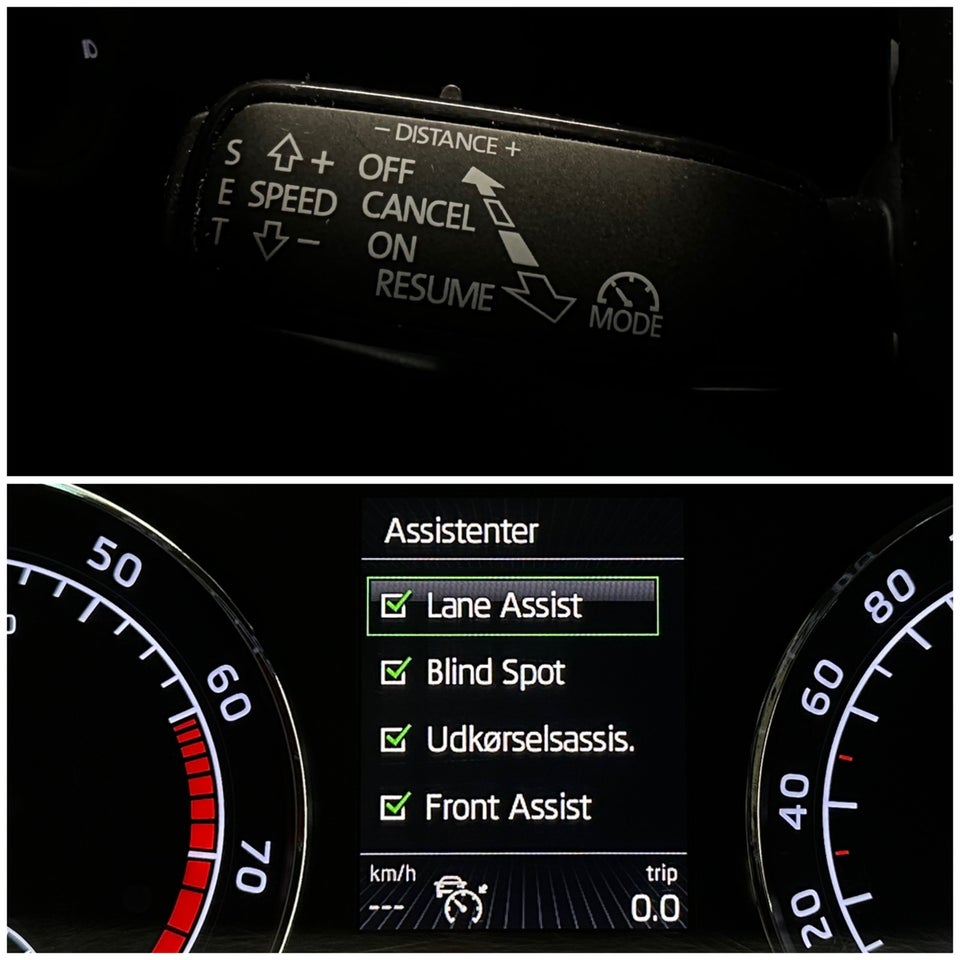 − DISTANCE +
S + OFF
E SPEED CANCEL
T − ON
RESUME
MODE
50
60
70
Assistenter
Lane Assist
Blind Spot
Udkørselsassis.
Front Assist
km/h trip
--- 0.0
80
60
40
20